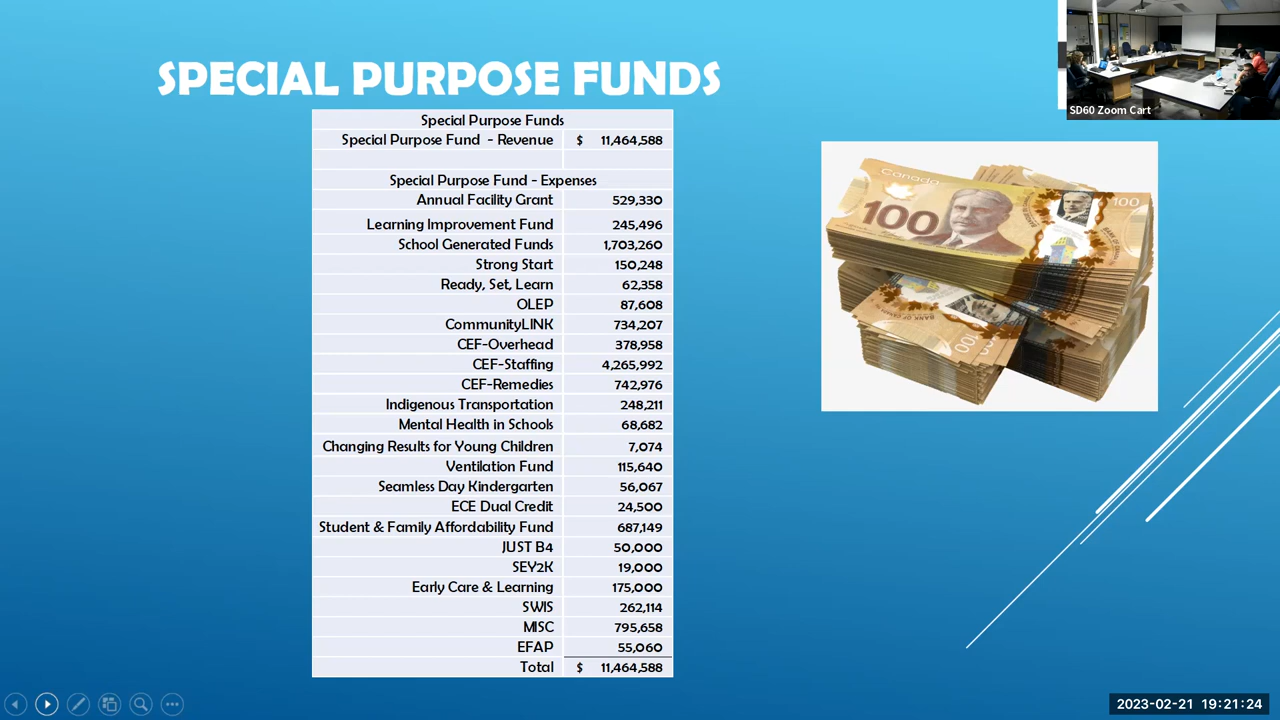 SPECIAL PURPOSE FUNDS
SD60 Zoom Cart
Special Purpose Funds
Special Purpose Fund - Revenue $ 11,464,588
Special Purpose Fund - Expenses
Annual Facility Grant 529,330
Learning Improvement Fund 245,496
School Generated Funds 1,703,260
Strong Start 150,248
Ready, Set, Learn 62,358
OLEP 87,608
CommunityLINK 734,207
CEF-Overhead 378,958
CEF-Staffing 4,265,992
CEF-Remedies 742,976
Indigenous Transportation 248,211
Mental Health in Schools 68,682
Changing Results for Young Children 7,074
Ventilation Fund 115,640
Seamless Day Kindergarten 56,067
ECE Dual Credit 24,500
Student & Family Affordability Fund 687,149
JUST B4 50,000
SEY2K 19,000
Early Care & Learning 175,000
SWIS 262,114
MISC 795,658
EFAP 55,060
Total $ 11,464,588
Canada
100
100
100
2023-02-21 19:21:24